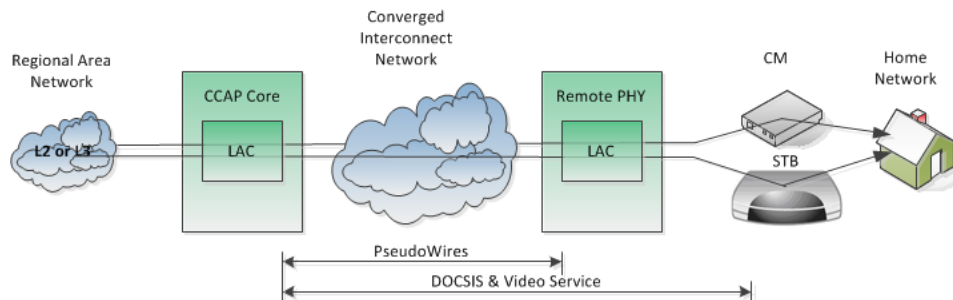 Regional Area
Network
L2 or L3
CCAP Core
LAC
Converged
Interconnect
Network
Remote PHY
LAC
CM
STB
Home
Network
PseudoWires
DOCSIS & Video Service